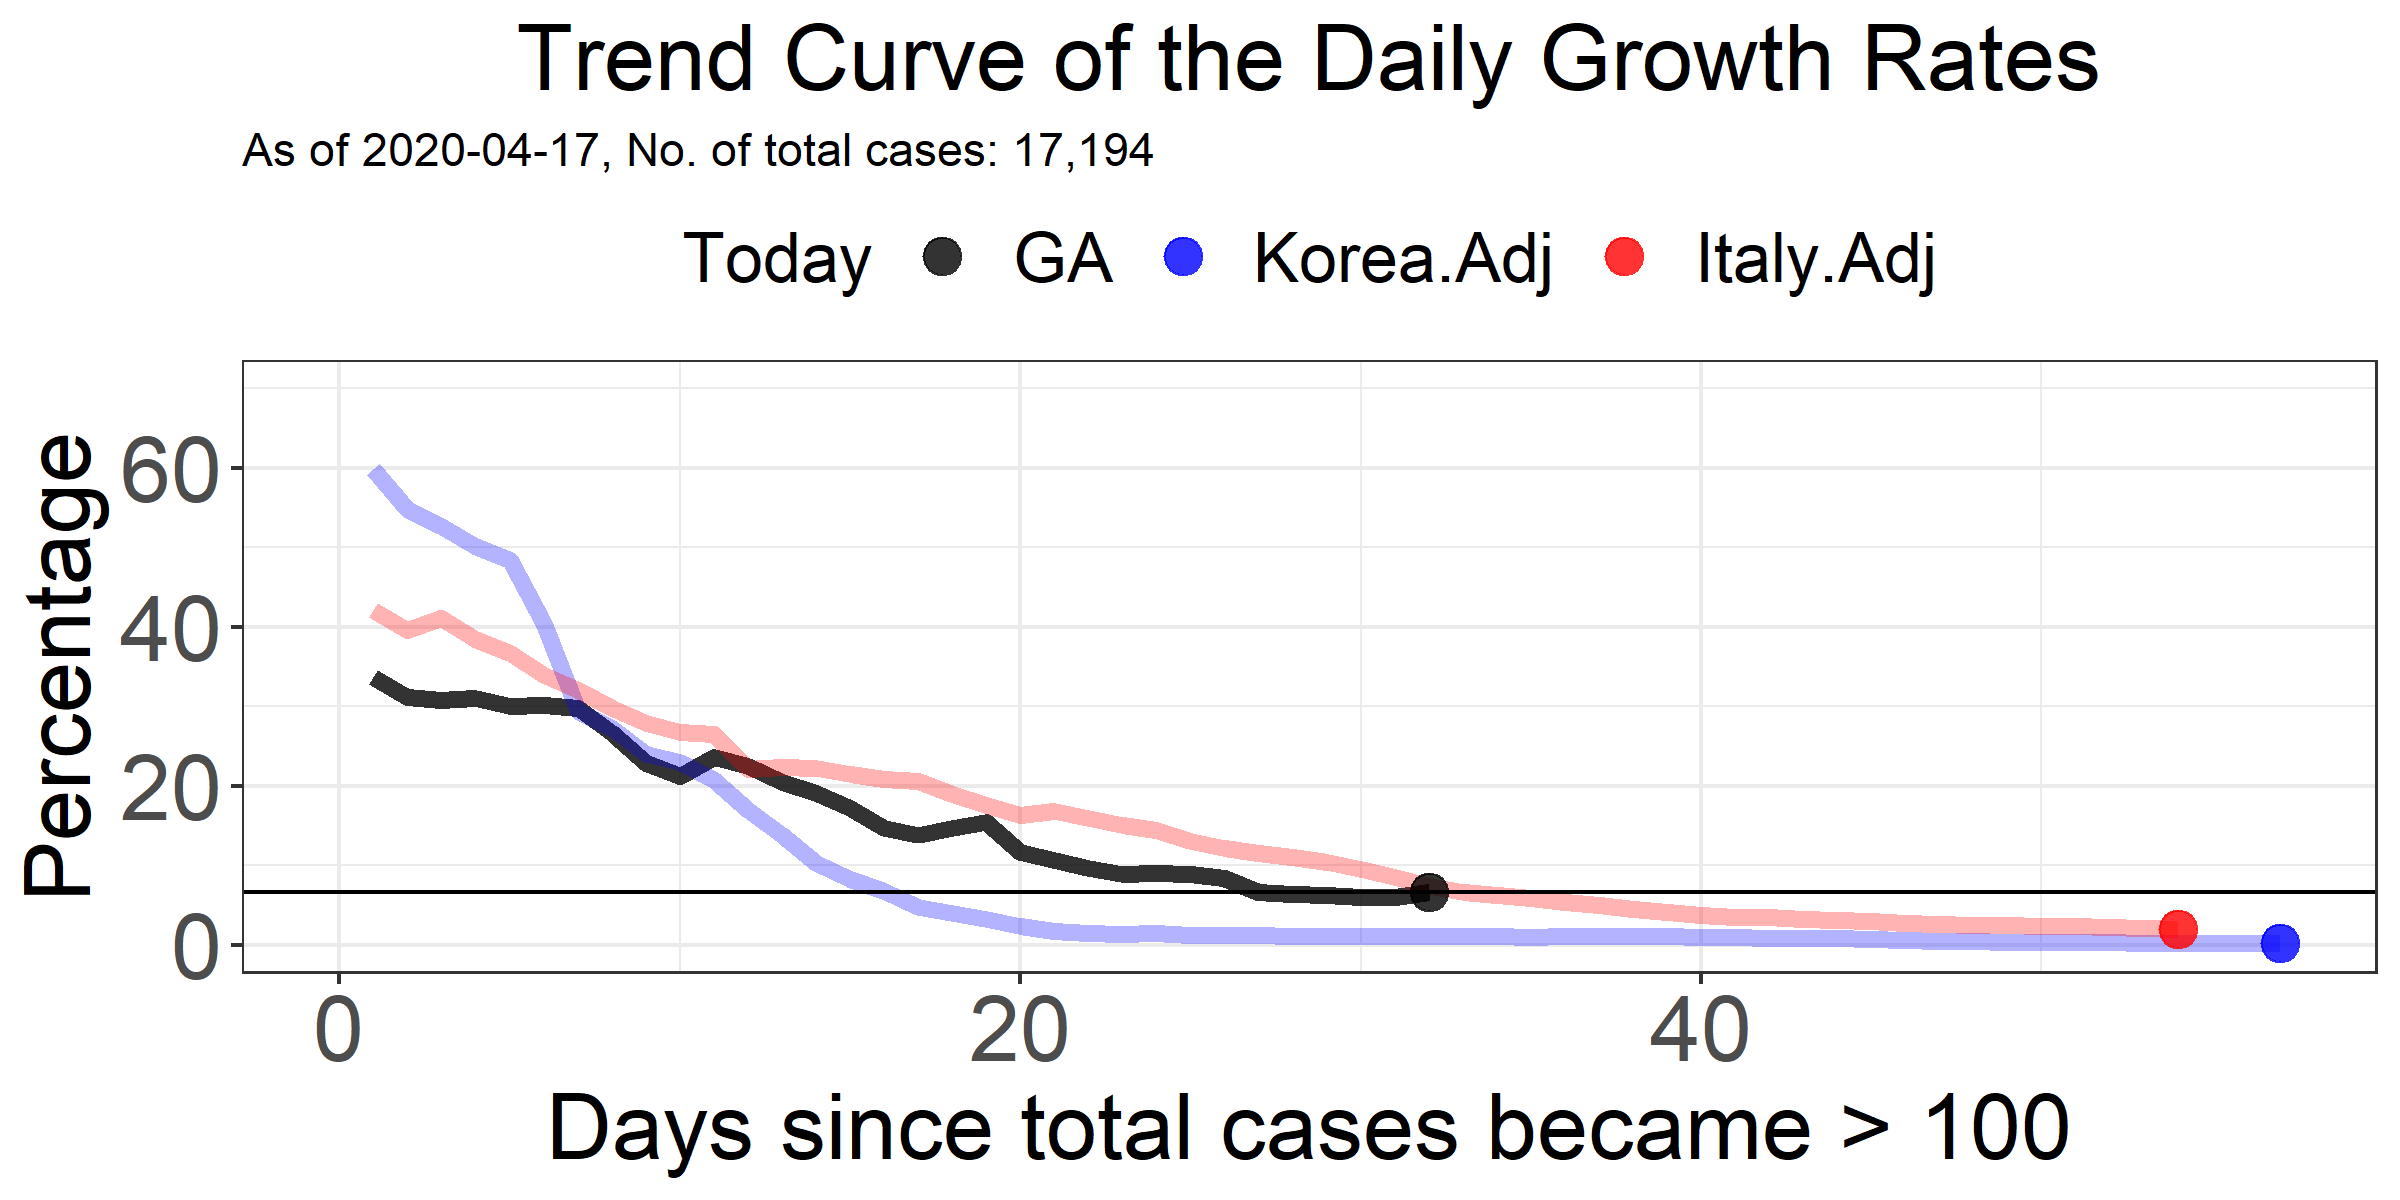 Trend Curve of the Daily Growth Rates
As of 2020-04-17, No. of total cases: 17,194
Today GA Korea.Adj Italy.Adj
Percentage
60
40
20
0
0 20 40
Days since total cases became > 100